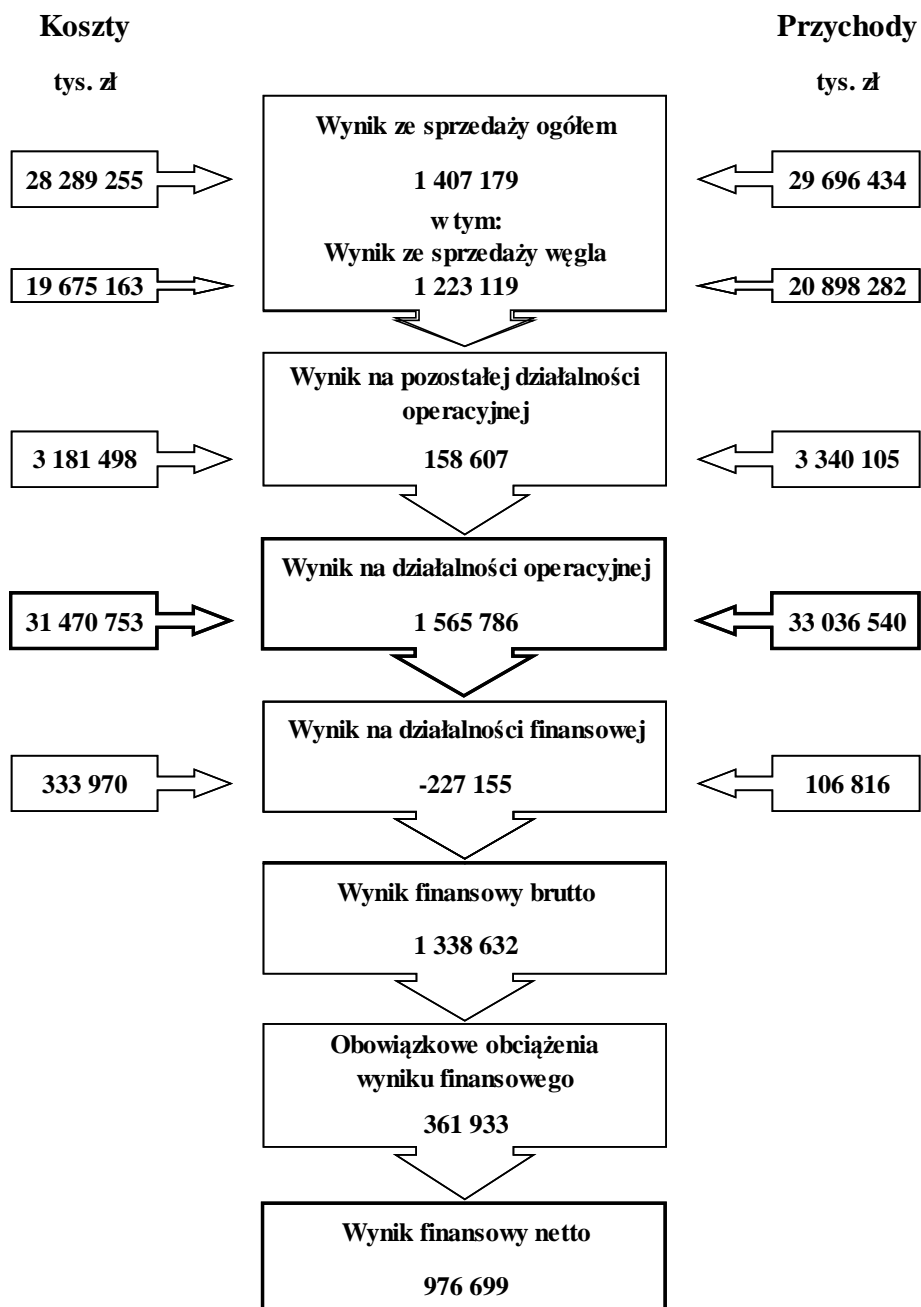 Koszty
Przychody
tys. zł
tys. zł
Wynik ze sprzedaży ogółem
28 289 255
1 407 179
29 696 434
w tym:
Wynik ze sprzedaży węgla
19 675 163
1 223 119
20 898 282
Wynik na pozostałej działalności
operacyjnej
3 181 498
158 607
3 340 105
Wynik na działalności operacyjnej
31 470 753
1 565 786
33 036 540
Wynik na działalności finansowej
333 970
-227 155
106 816
Wynik finansowy brutto
1 338 632
Obowiązkowe obciążenia
wyniku finansowego
361 933
Wynik finansowy netto
976 699